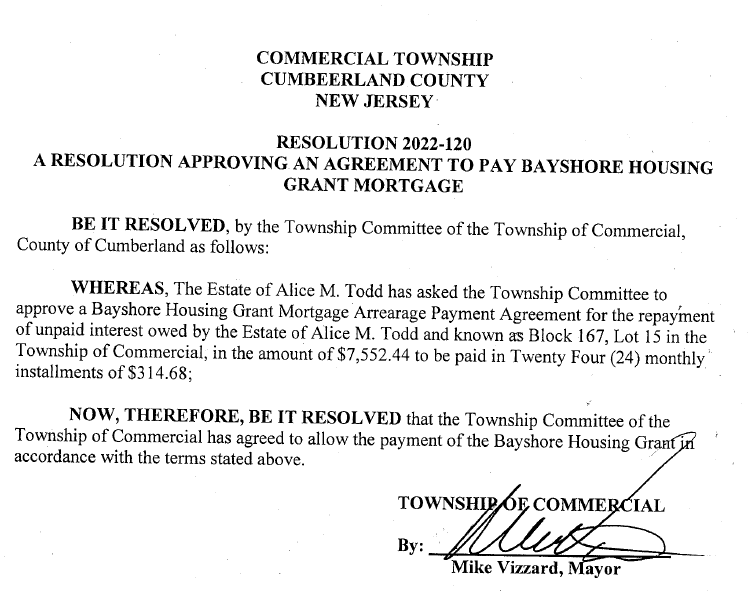 COMMERCIAL TOWNSHIP
CUMBEERLAND COUNTY
NEW JERSEY
RESOLUTION 2022-120
A RESOLUTION APPROVING AN AGREEMENT TO PAY BAYSHORE HOUSING
GRANT MORTGAGE
BE IT RESOLVED, by the Township Committee of the Township of Commercial,
County of Cumberland as follows:
WHEREAS, The Estate of Alice M. Todd has asked the Township Committee to
approve a Bayshore Housing Grant Mortgage Arrearage Payment Agreement for the repayment
of unpaid interest owed by the Estate of Alice M. Todd and known as Block 167, Lot 15 in the
Township of Commercial, in the amount of $7,552.44 to be paid in Twenty Four (24) monthly
installments of $314.68;
NOW, THEREFORE, BE IT RESOLVED that the Township Committee of the
Township of Commercial has agreed to allow the payment of the Bayshore Housing Grant in
accordance with the terms stated above.
TOWNSHIP OF COMMERCIAL
By:
Mike Vizzard, Mayor